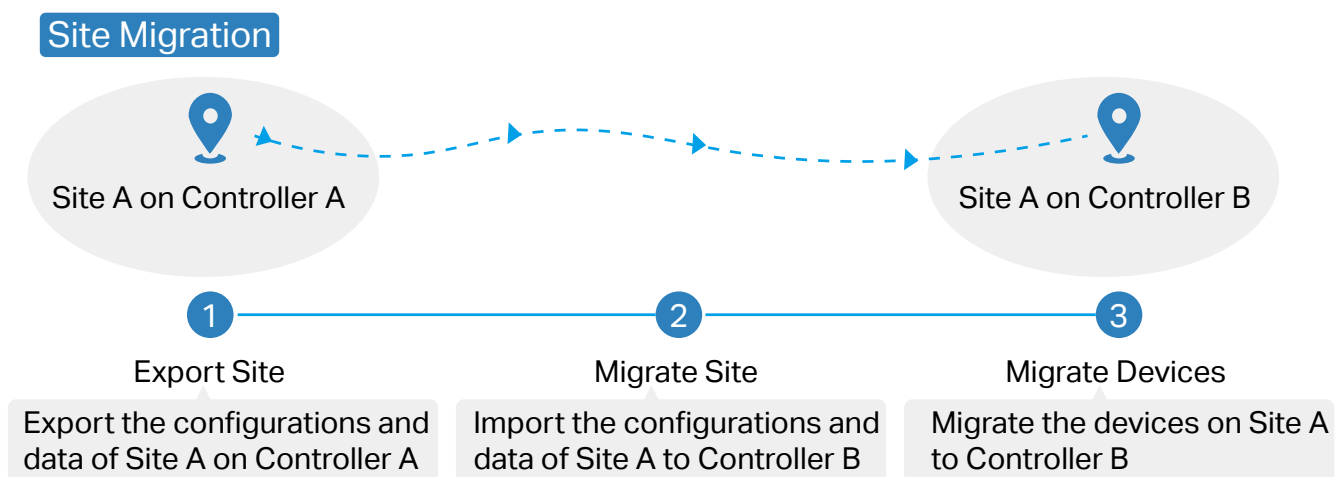 Site Migration
Site A on Controller A
Site A on Controller B
1
2
3
Export Site
Migrate Site
Migrate Devices
Export the configurations and
data of Site A on Controller A
Import the configurations and
data of Site A to Controller B
Migrate the devices on Site A
to Controller B